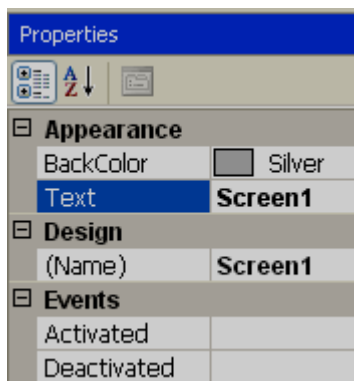 Properties
Appearance
BackColor Silver
Text Screen1
Design
(Name) Screen1
Events
Activated
Deactivated